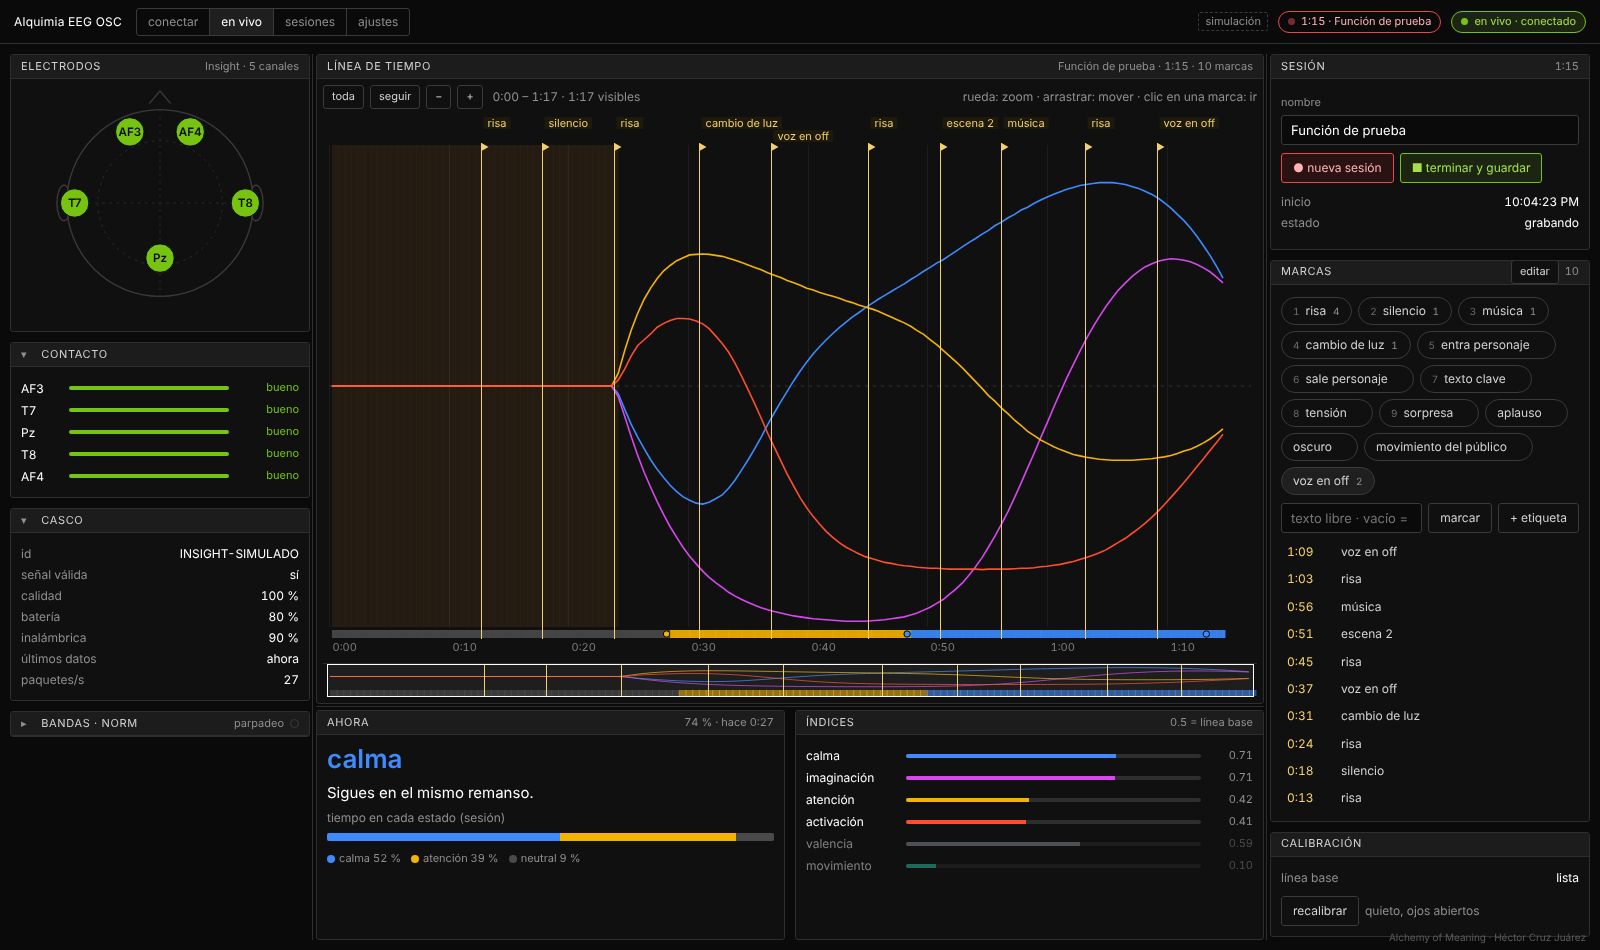 Alquimia EEG OSC
conectar
en vivo
sesiones
ajustes
simulación
1:15 · Función de prueba
en vivo · conectado
ELECTRODOS
Insight · 5 canales
AF3
AF4
T7
T8
Pz
CONTACTO
AF3 bueno
T7 bueno
Pz bueno
T8 bueno
AF4 bueno
CASCO
id INSIGHT-SIMULADO
señal válida sí
calidad 100 %
batería 80 %
inalámbrica 90 %
últimos datos ahora
paquetes/s 27
BANDAS · NORM
parpadeo
LÍNEA DE TIEMPO
Función de prueba · 1:15 · 10 marcas
toda
seguir
−
+
0:00 – 1:17 · 1:17 visibles
rueda: zoom · arrastrar: mover · clic en una marca: ir
risa silencio risa cambio de luz risa escena 2 música risa voz en off
voz en off
0:00 0:10 0:20 0:30 0:40 0:50 1:00 1:10
AHORA
74 % · hace 0:27
calma
Sigues en el mismo remanso.
tiempo en cada estado (sesión)
calma 52 % atención 39 % neutral 9 %
ÍNDICES
0.5 = línea base
calma 0.71
imaginación 0.71
atención 0.42
activación 0.41
valencia 0.59
movimiento 0.10
SESIÓN
1:15
nombre
Función de prueba
nueva sesión
terminar y guardar
inicio 10:04:23 PM
estado grabando
MARCAS
editar
10
1 risa 4
2 silencio 1
3 música 1
4 cambio de luz 1
5 entra personaje
6 sale personaje
7 texto clave
8 tensión
9 sorpresa
aplauso
oscuro
movimiento del público
voz en off 2
texto libre · vacío =
marcar
+ etiqueta
1:09 voz en off
1:03 risa
0:56 música
0:51 escena 2
0:45 risa
0:37 voz en off
0:31 cambio de luz
0:24 risa
0:18 silencio
0:13 risa
CALIBRACIÓN
línea base lista
recalibrar
quieto, ojos abiertos
Alchemy of Meaning · Héctor Cruz Juárez